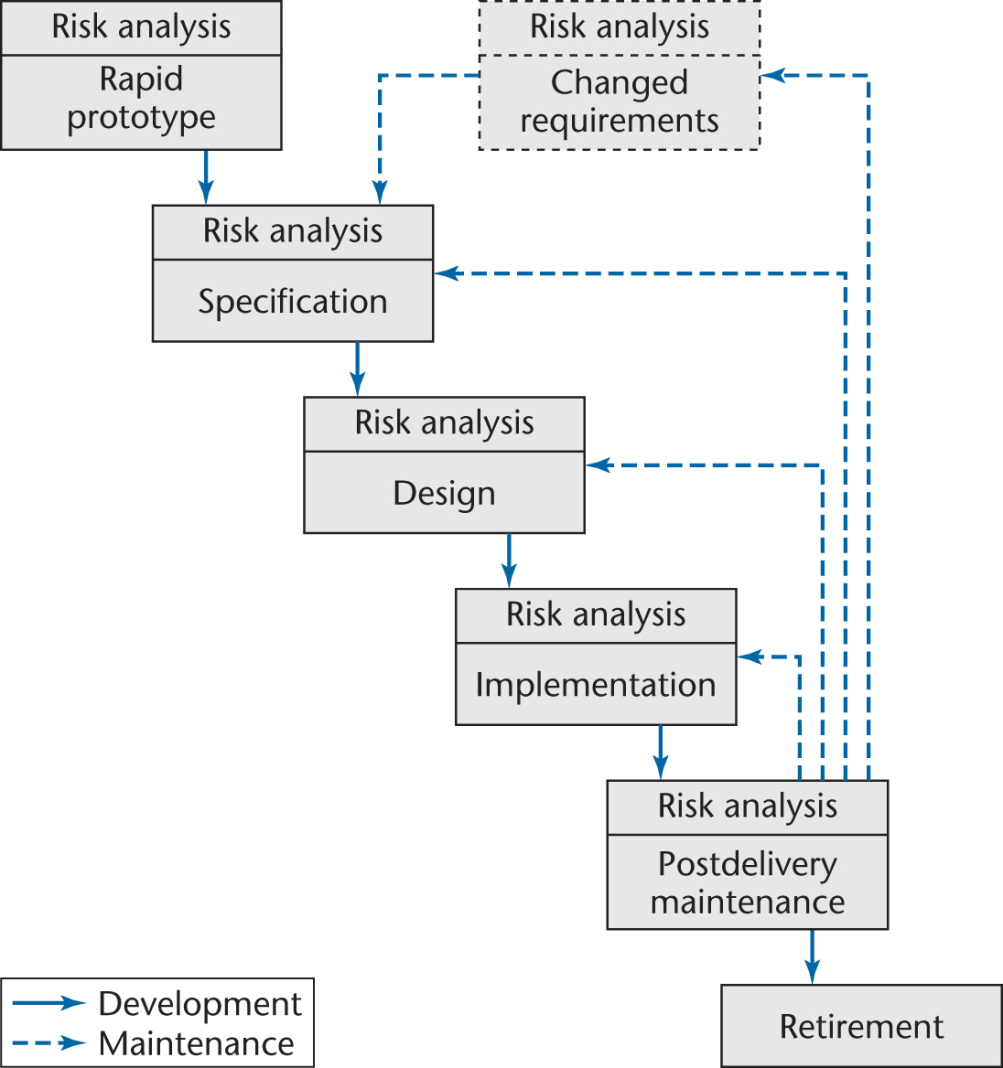 Risk analysis
Rapid
prototype
Risk analysis
Changed
requirements
Risk analysis
Specification
Risk analysis
Design
Risk analysis
Implementation
Risk analysis
Postdelivery
maintenance
Retirement
Development
Maintenance